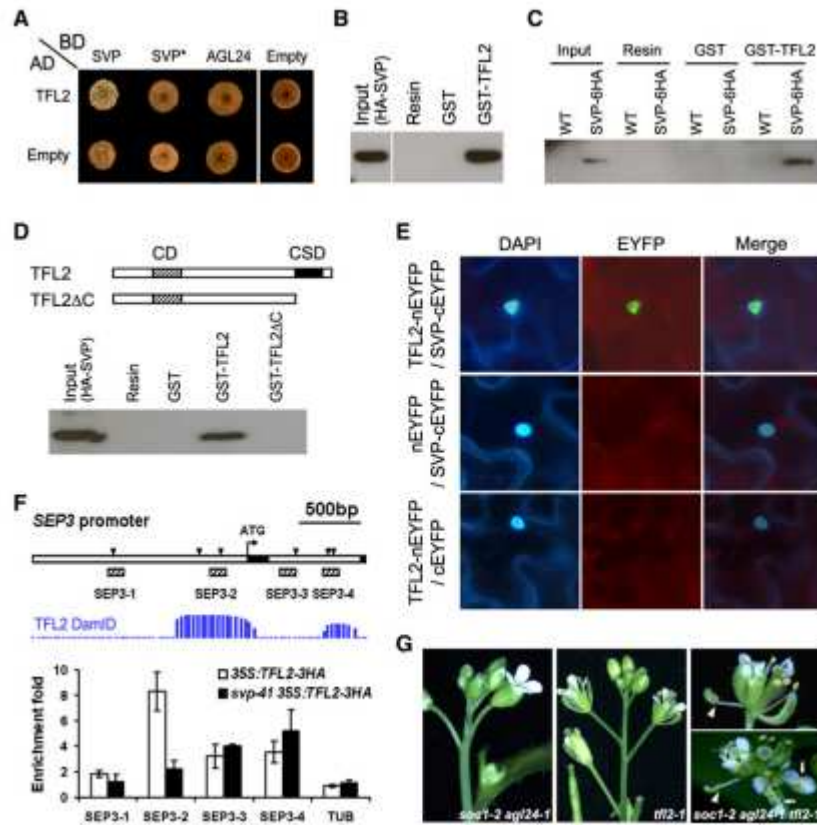 A
BD
AD
SVP SVP* AGL24 Empty
TFL2
Empty
B
Input (HA-SVP)
Resin
GST
GST-TFL2
C
Input Resin GST GST-TFL2
WT SVP-6HA WT SVP-6HA WT SVP-6HA WT SVP-6HA
D
CD CSD
TFL2
TFL2ΔC
Input (HA-SVP)
Resin
GST
GST-TFL2
GST-TFL2ΔC
E
DAPI EYFP Merge
TFL2-nEYFP / SVP-cEYFP
nEYFP / SVP-cEYFP
TFL2-nEYFP / cEYFP
F
SEP3 promoter
500bp
ATG
SEP3-1 SEP3-2 SEP3-3 SEP3-4
TFL2 DamID
Enrichment fold
10
8
6
4
2
0
35S:TFL2-3HA
svp-41 35S:TFL2-3HA
SEP3-1 SEP3-2 SEP3-3 SEP3-4 TUB
G
soc1-2 agl24-1
tfl2-1
soc1-2 agl24-1 tfl2-1